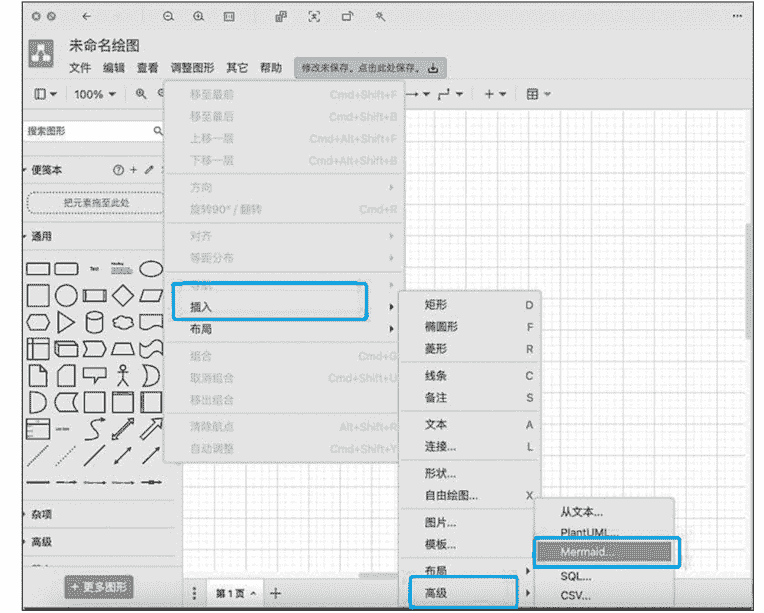 未命名绘图
文件 编辑 查看 调整图形 其它 帮助 修改未保存。点击此处保存。
100%
搜索图形
便笺本
把元素拖至此处
通用
Text
杂项
高级
+ 更多图形
移至最前 Cmd+Shift+F
移至最后 Cmd+Shift+B
上移一层 Cmd+Alt+Shift+F
下移一层 Cmd+Alt+Shift+B
方向
旋转90° / 翻转 Cmd+R
对齐
等距分布
导航
插入
布局
组合 Cmd+G
取消组合 Cmd+Shift+U
移出组合
清除航点 Alt+Shift+R
自动调整 Cmd+Shift+Y
矩形 D
椭圆形 F
菱形 R
线条 C
备注 S
文本 A
连接... L
形状...
自由绘图... X
图片...
模板...
布局
高级
从文本...
PlantUML...
Mermaid...
SQL...
CSV...
第1页